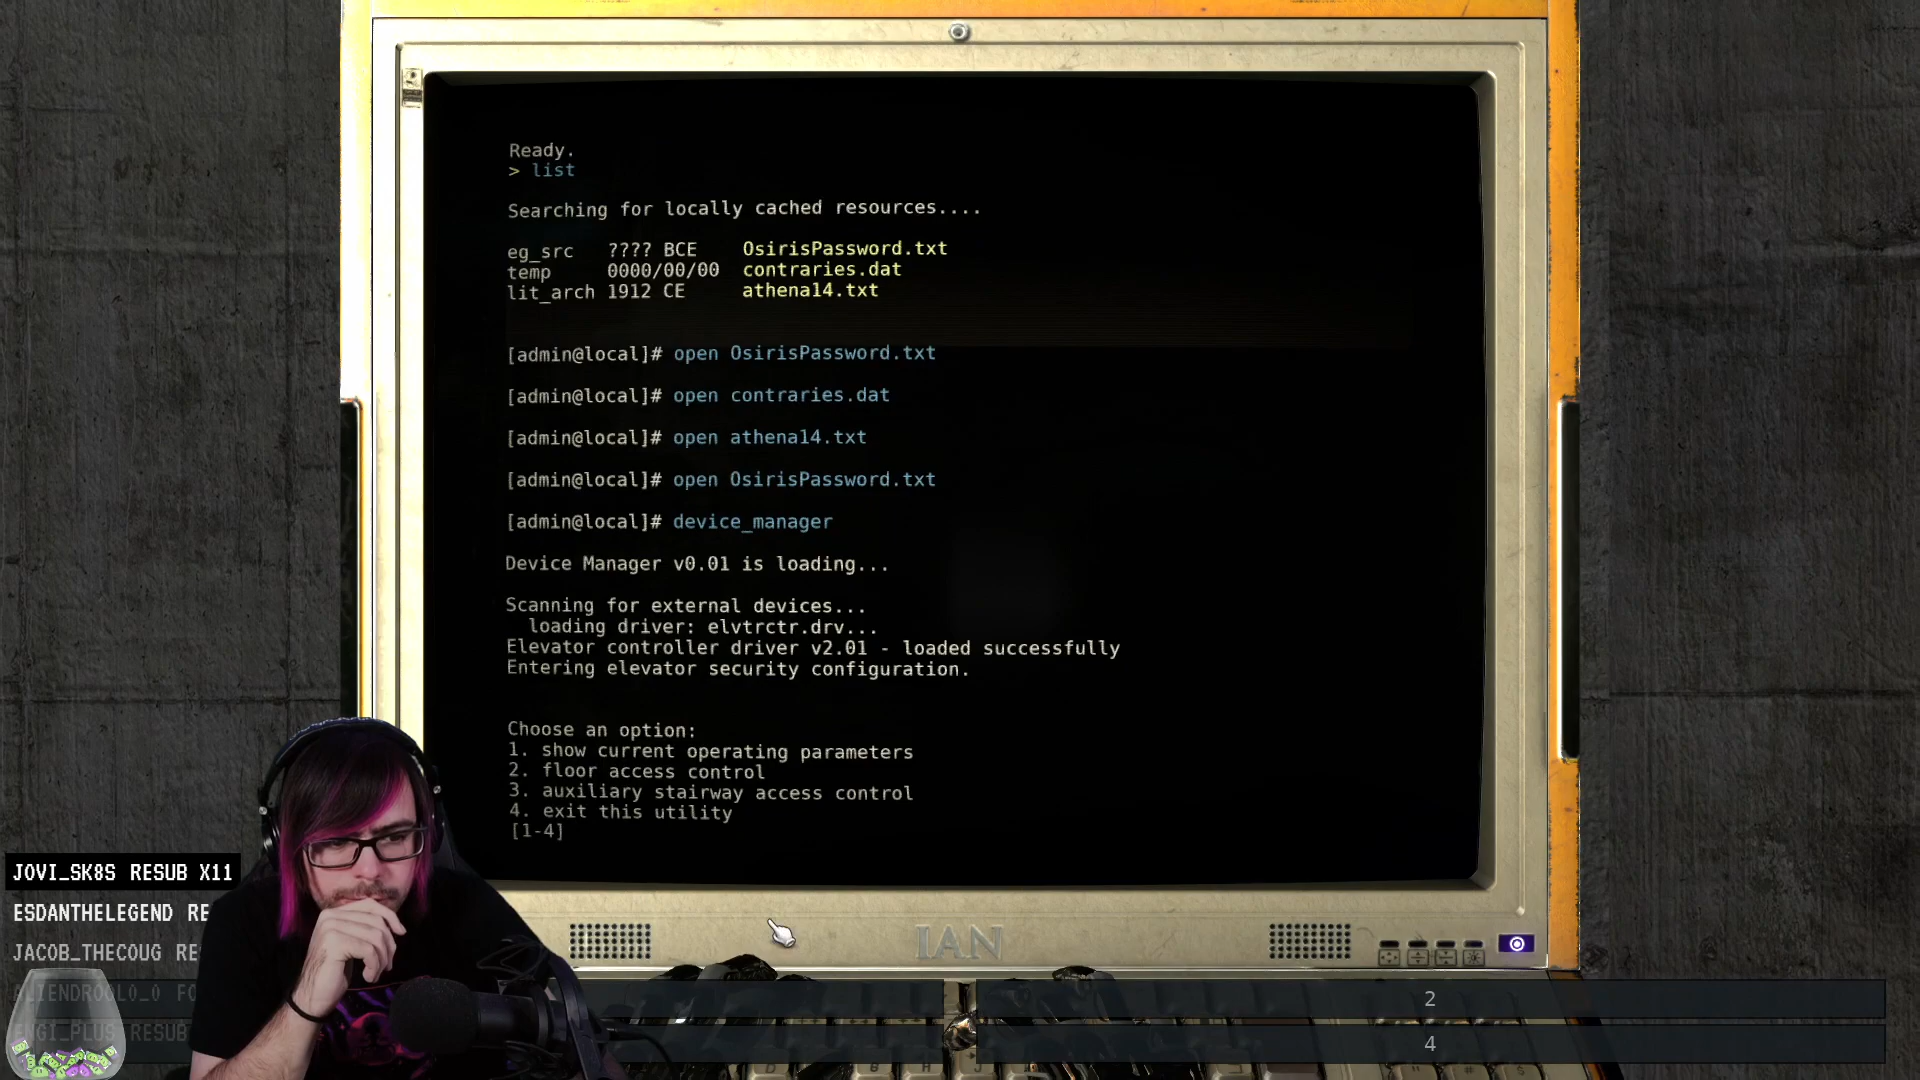 Ready.
> list
Searching for locally cached resources....
eg_src ???? BCE OsirisPassword.txt
temp 0000/00/00 contraries.dat
lit_arch 1912 CE athena14.txt
[admin@local]# open OsirisPassword.txt
[admin@local]# open contraries.dat
[admin@local]# open athena14.txt
[admin@local]# open OsirisPassword.txt
[admin@local]# device_manager
Device Manager v0.01 is loading...
Scanning for external devices...
loading driver: elvtrctr.drv...
Elevator controller driver v2.01 - loaded successfully
Entering elevator security configuration.
Choose an option:
1. show current operating parameters
2. floor access control
3. auxiliary stairway access control
4. exit this utility
[1-4]
JOVI_SK8S RESUB X11
ESDANTHELEGEND RE
JACOB_THECOUG RE
IAN
2
4